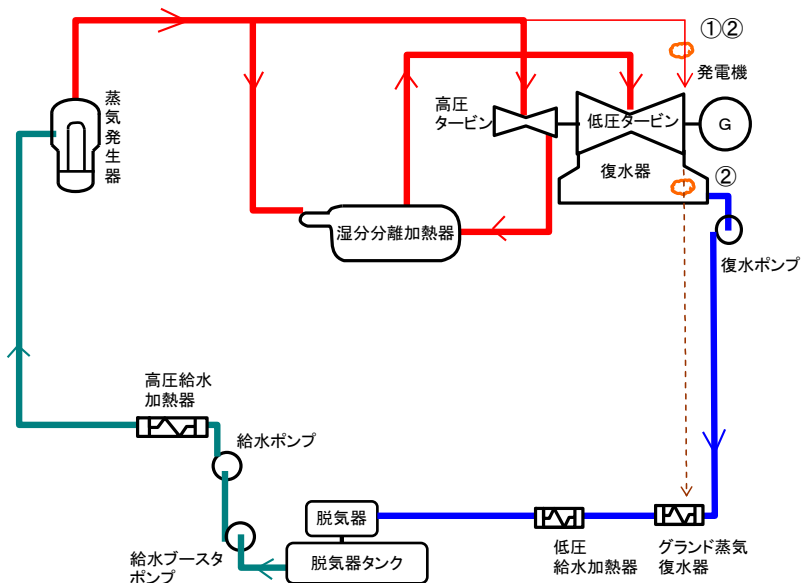 ①②
発電機
蒸気発生器
高圧
タービン
低圧タービン
G
復水器
②
湿分分離加熱器
復水ポンプ
高圧給水
加熱器
給水ポンプ
脱気器
給水ブースタ
ポンプ
脱気器タンク
低圧
給水加熱器
グランド蒸気
復水器